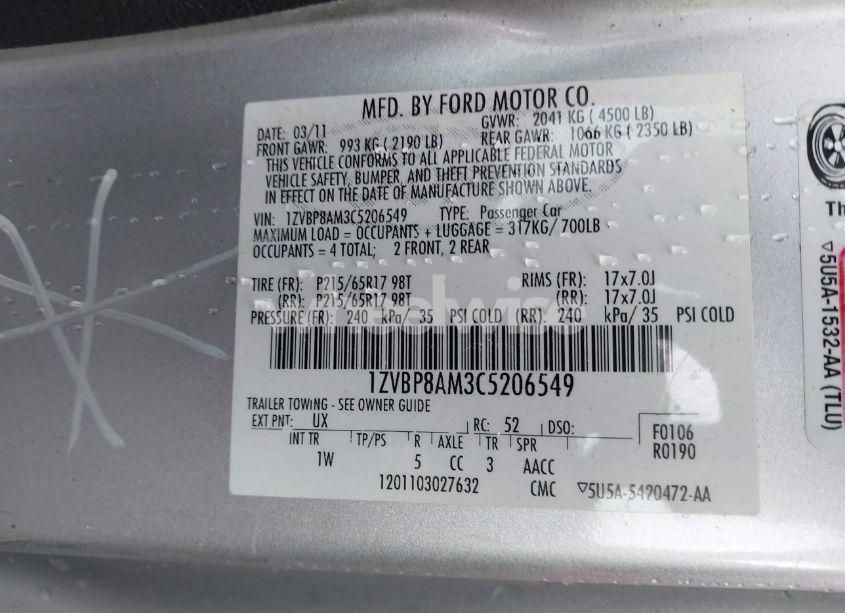 MFD. BY FORD MOTOR CO.
DATE: 03/11 GVWR: 2041 KG ( 4500 LB)
FRONT GAWR: 993 KG ( 2190 LB) REAR GAWR: 1066 KG ( 2350 LB)
THIS VEHICLE CONFORMS TO ALL APPLICABLE FEDERAL MOTOR
VEHICLE SAFETY, BUMPER, AND THEFT PREVENTION STANDARDS
IN EFFECT ON THE DATE OF MANUFACTURE SHOWN ABOVE.
VIN: 1ZVBP8AM3C5206549 TYPE: Passenger Car
MAXIMUM LOAD = OCCUPANTS + LUGGAGE = 317KG/ 700LB
OCCUPANTS = 4 TOTAL; 2 FRONT, 2 REAR
TIRE (FR): P215/65R17 98T RIMS (FR): 17x7.0J
(RR): P215/65R17 98T (RR): 17x7.0J
PRESSURE (FR): 240 kPa/ 35 PSI COLD (RR): 240 kPa/ 35 PSI COLD
1ZVBP8AM3C5206549
TRAILER TOWING - SEE OWNER GUIDE
EXT PNT: UX RC: 52 DSO:
F0106
R0190
INT TR TP/PS R AXLE TR SPR
1W 5 CC 3 AACC
1201103027632 CMC ▽5U5A-5420472-AA
Th
▽5U5A-1532-AA (TLU)